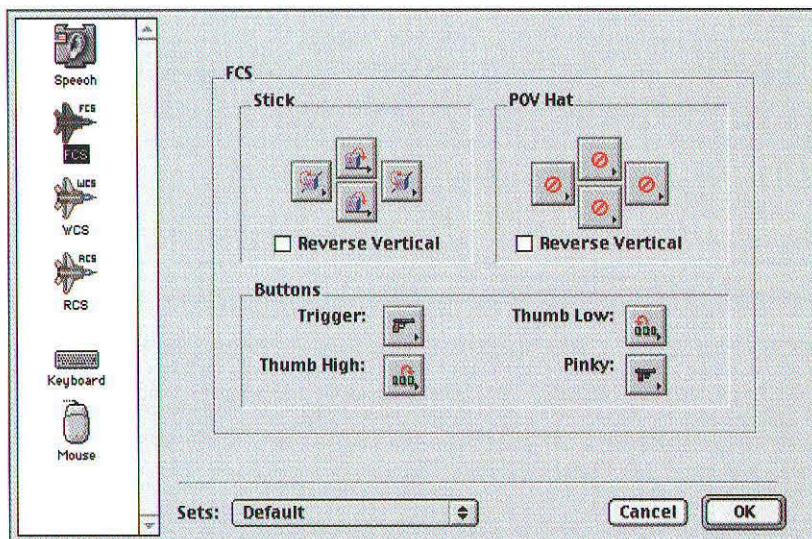 Speech
FCS
FCS
WCS
WCS
RCS
RCS
Keyboard
Mouse
FCS
Stick
Reverse Vertical
POV Hat
Reverse Vertical
Buttons
Trigger:
Thumb Low:
Thumb High:
Pinky:
Sets: Default
Cancel
OK